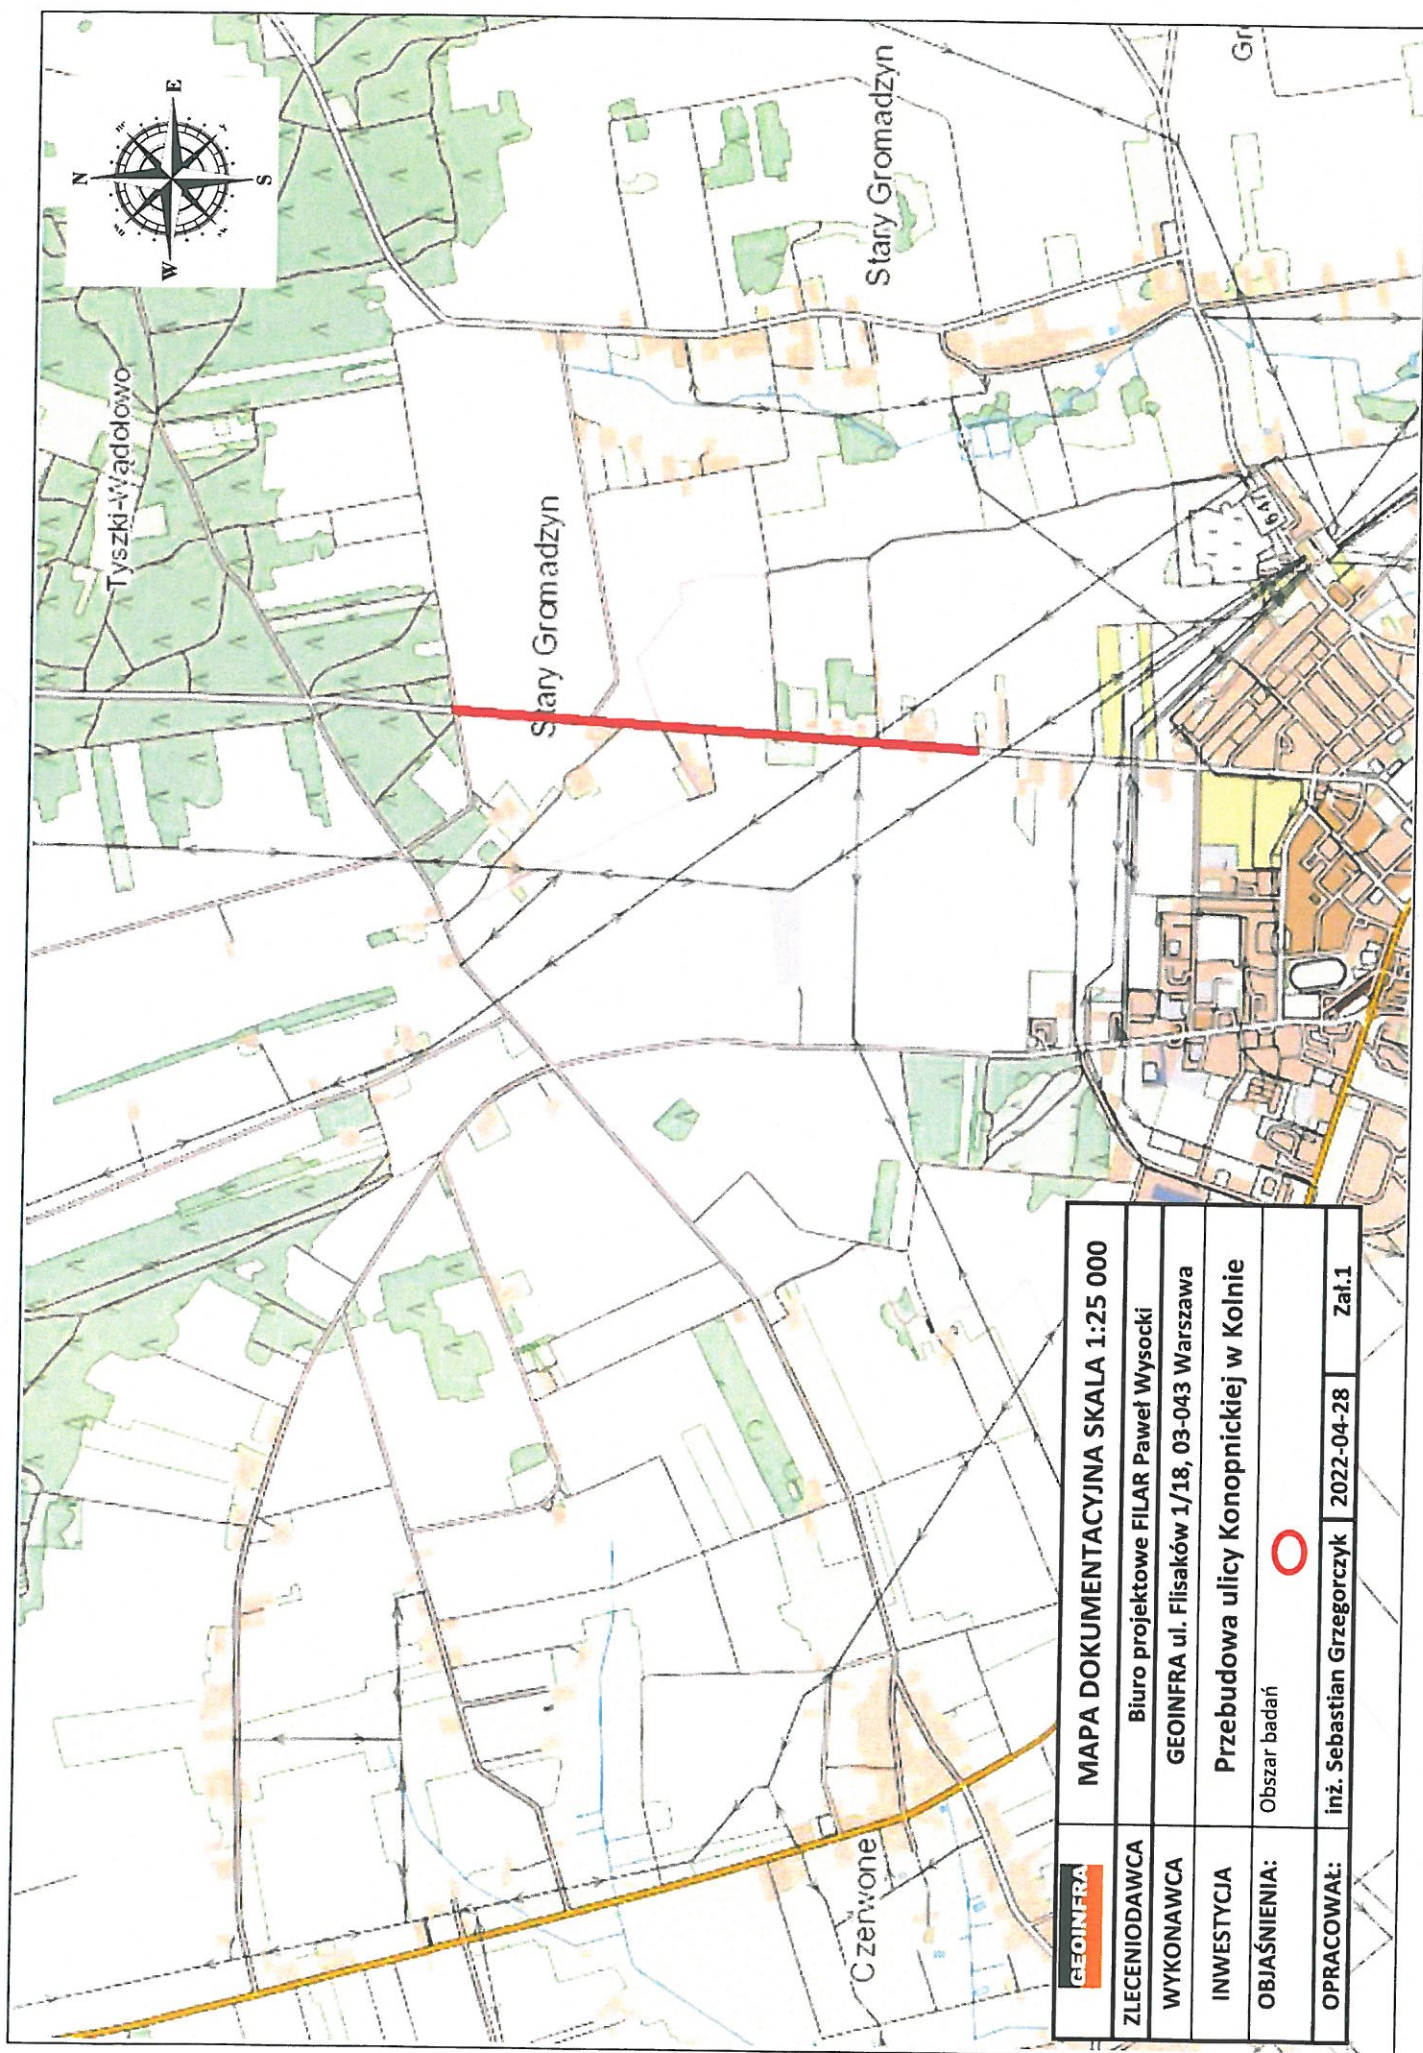 N
E
S
W
Tyszki-Wądołowo
Stary Gromadzyn
Stary Gromadzyn
Gr
647
Czerwone
GEOINFRA
MAPA DOKUMENTACYJNA SKALA 1:25 000
ZLECENIODAWCA
Biuro projektowe FILAR Paweł Wysocki
WYKONAWCA
GEOINFRA ul. Flisaków 1/18, 03-043 Warszawa
INWESTYCJA
Przebudowa ulicy Konopnickiej w Kolnie
OBJAŚNIENIA:
Obszar badań
OPRACOWAŁ:
inż. Sebastian Grzegorczyk
2022-04-28
Zał.1